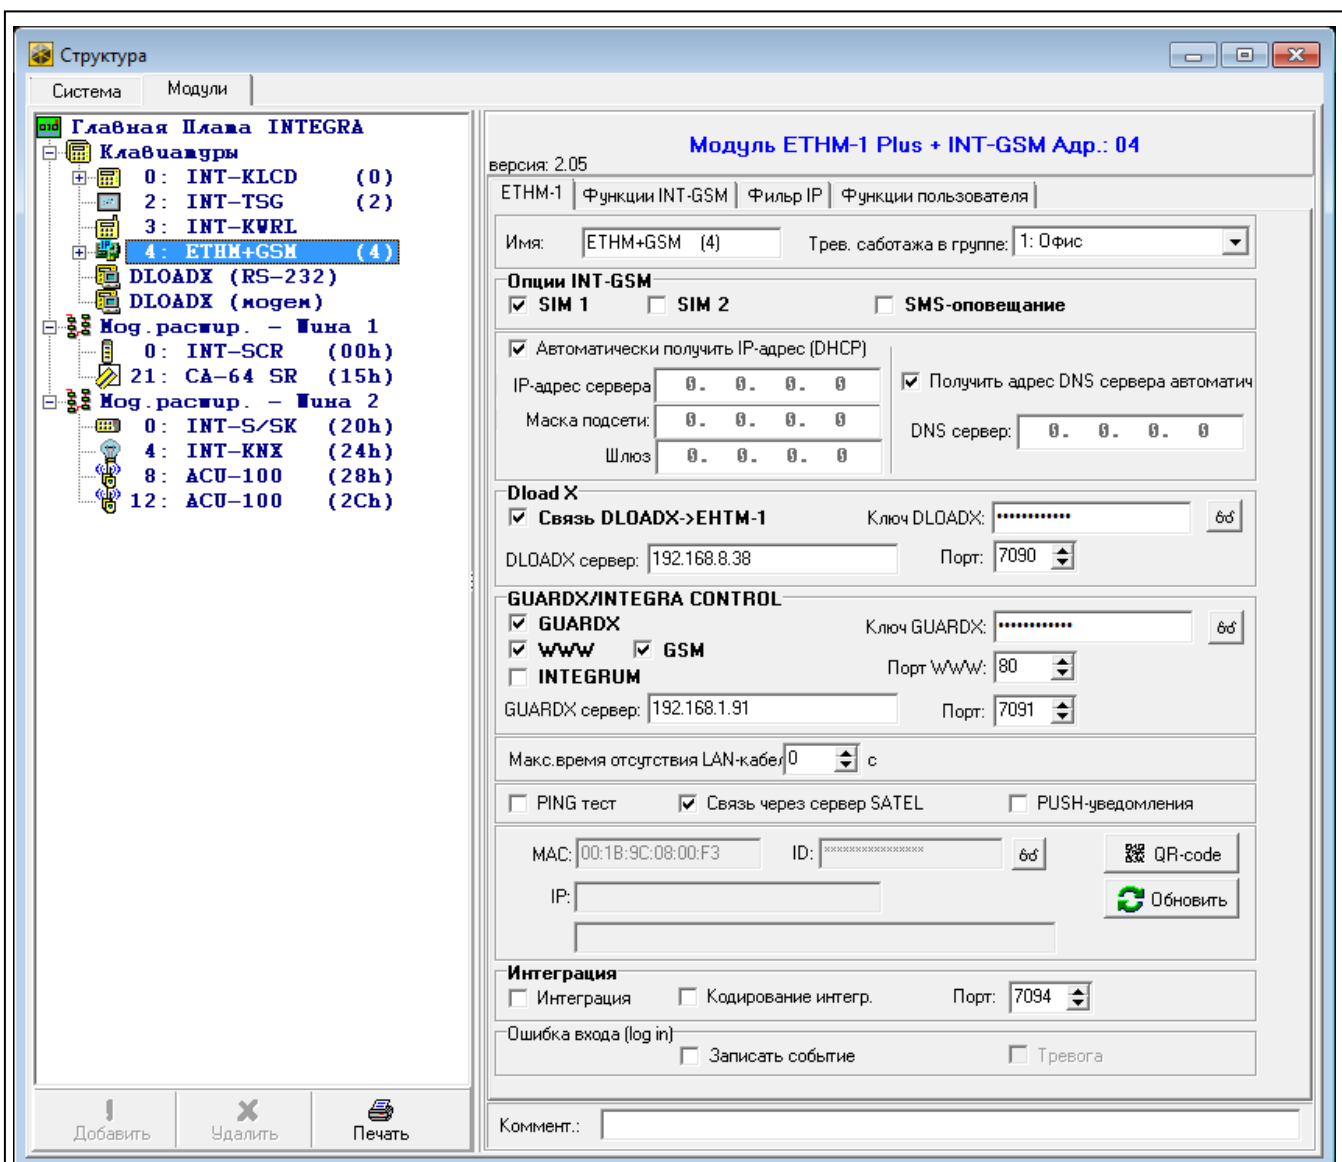 Структура
Система Модули
Главная Плата INTEGRA
Клавиатуры
0: INT-KLCD (0)
2: INT-TSG (2)
3: INT-KWRL
4: ETHM+GSM (4)
DLOADX (RS-232)
DLOADX (модем)
Мод.расшир. - Шина 1
0: INT-SCR (00h)
21: CA-64 SR (15h)
Мод.расшир. - Шина 2
0: INT-S/SK (20h)
4: INT-KNX (24h)
8: ACU-100 (28h)
12: ACU-100 (2Ch)
Добавить Удалить Печать
Модуль ETHM-1 Plus + INT-GSM Адр.: 04
версия: 2.05
ETHM-1 Функции INT-GSM Фильр IP Функции пользователя
Имя: ETHM+GSM (4) Трев. саботажа в группе: 1: Офис
Опции INT-GSM
SIM 1 SIM 2 SMS-оповещание
Автоматически получить IP-адрес (DHCP)
IP-адрес сервера 0. 0. 0. 0 Получить адрес DNS сервера автоматич
Маска подсети: 0. 0. 0. 0 DNS сервер: 0. 0. 0. 0
Шлюз 0. 0. 0. 0
Dload X
Связь DLOADX->EHTM-1 Ключ DLOADX: ••••••••••••
DLOADX сервер: 192.168.8.38 Порт: 7090
GUARDX/INTEGRA CONTROL
GUARDX Ключ GUARDX: ••••••••••••
WWW GSM Порт WWW: 80
INTEGRUM
GUARDX сервер: 192.168.1.91 Порт: 7091
Макс.время отсутствия LAN-кабел 0 с
PING тест Связь через сервер SATEL PUSH-уведомления
MAC: 00:1B:9C:08:00:F3 ID: **************** QR-code
IP: Обновить
Интеграция
Интеграция Кодирование интегр. Порт: 7094
Ошибка входа (log in)
Записать событие Тревога
Коммент.: